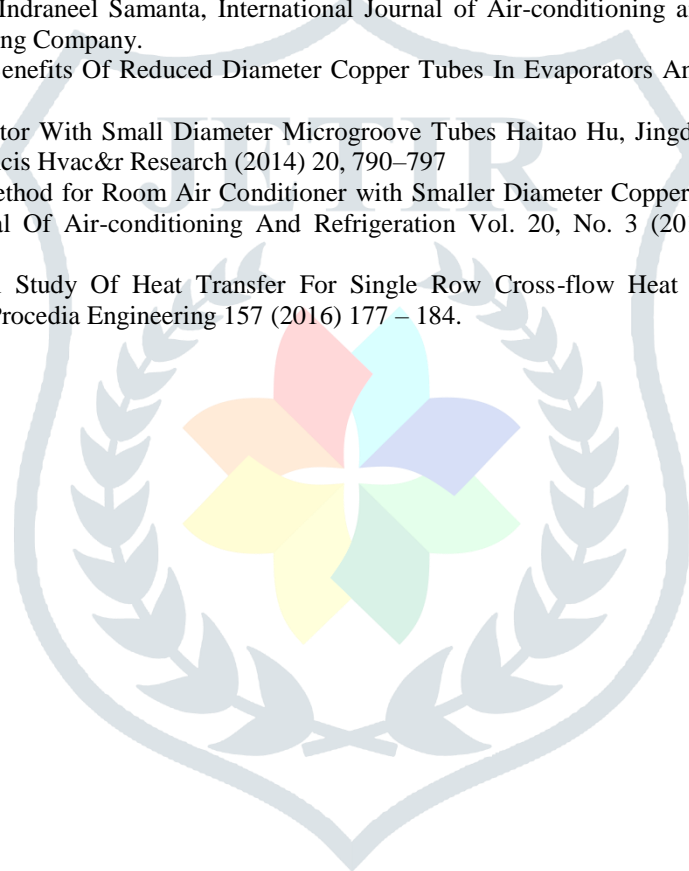 Indraneel Samanta, International Journal of Air-conditioning a
ing Company.
enefits Of Reduced Diameter Copper Tubes In Evaporators An
tor With Small Diameter Microgroove Tubes Haitao Hu, Jingd
cis Hvac&r Research (2014) 20, 790–797
ethod for Room Air Conditioner with Smaller Diameter Copper
al Of Air-conditioning And Refrigeration Vol. 20, No. 3 (20
Study Of Heat Transfer For Single Row Cross-flow Heat
Procedia Engineering 157 (2016) 177 – 184.
JETIR